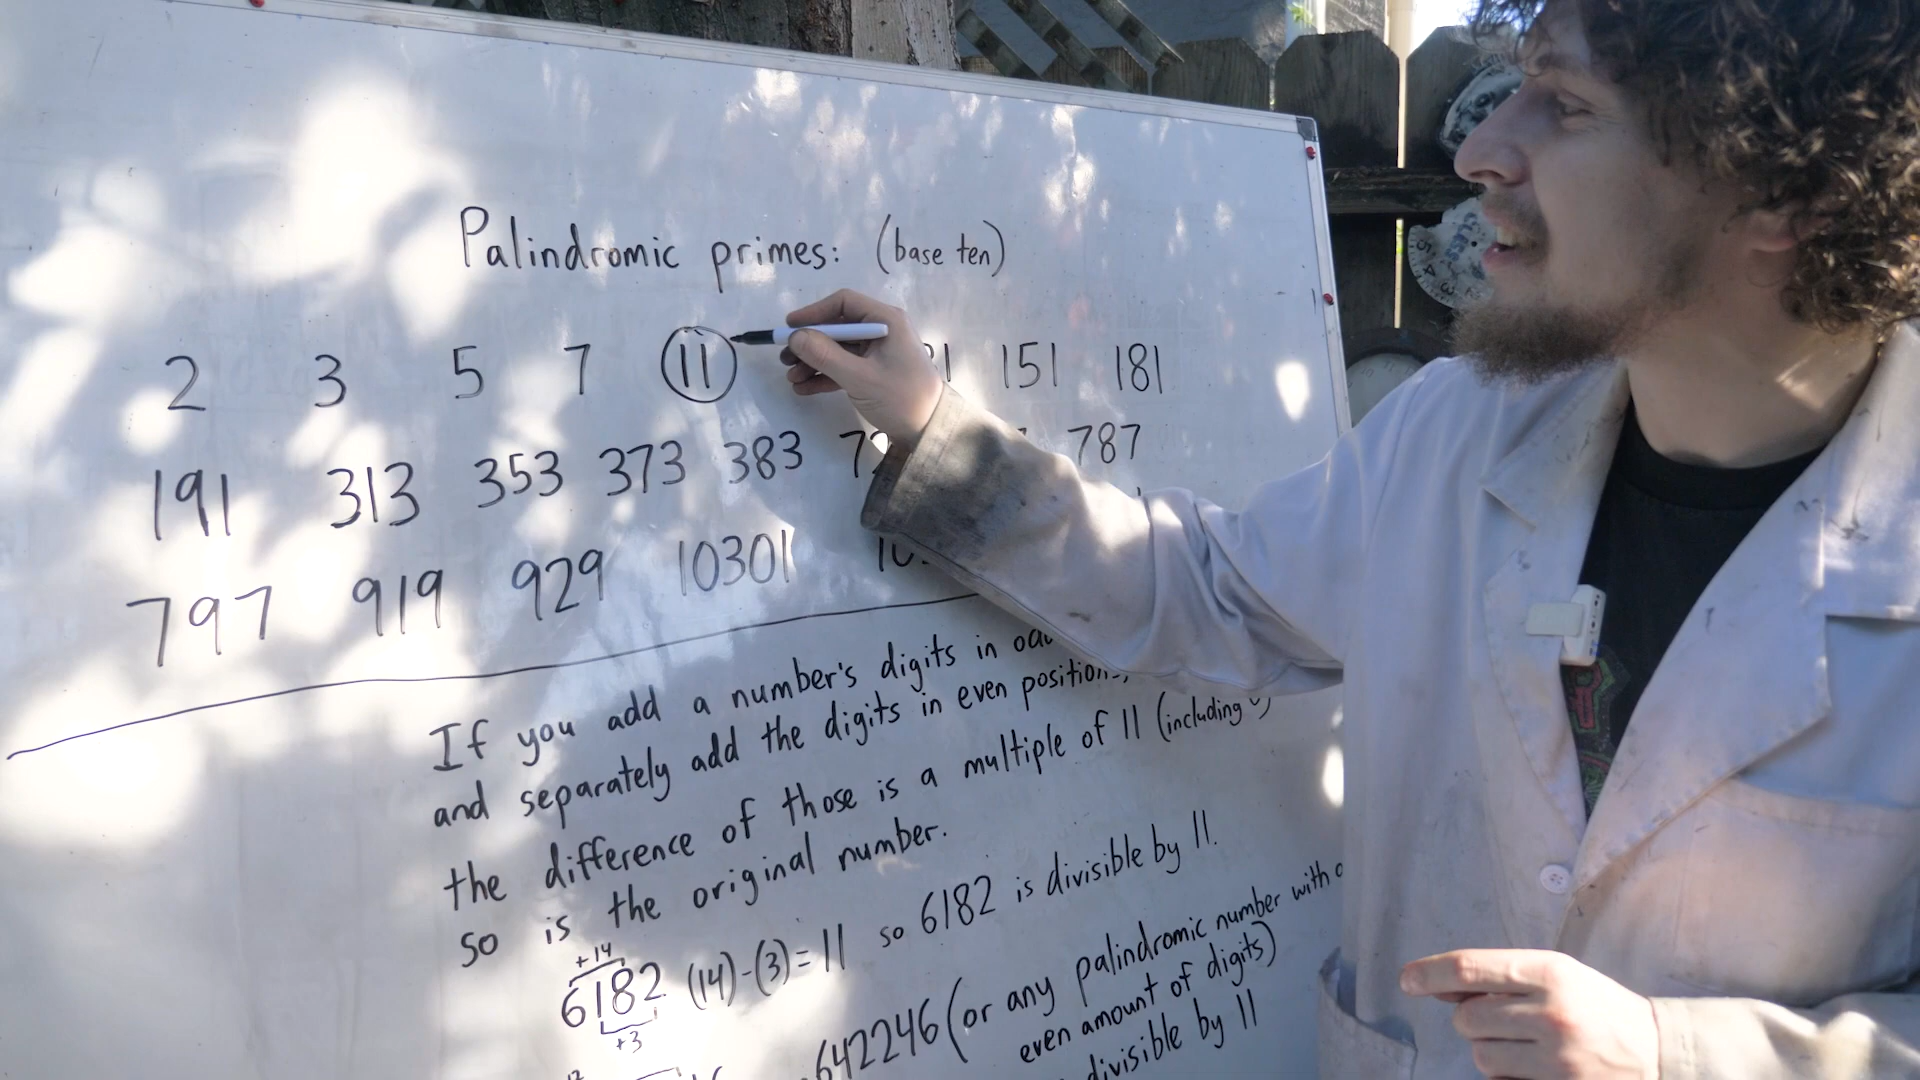 Palindromic primes: (base ten)
2 3 5 7 11 151 181
191 313 353 373 383 787
797 919 929 10301
If you add a number's digits in
and separately add the digits in even
the difference of those is a multiple of 11 (including
so is the original number.
+14
6182 (14)-(3)=11 so 6182 is divisible by 11.
+3
642246 (or any palindromic number with
even amount of digits)
divisible by 11